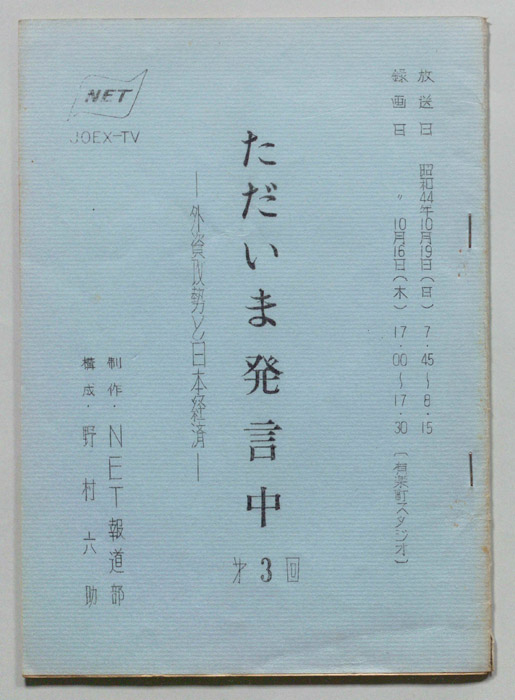 放送日 昭和44年10月19日(日) 7.45~8.15
録画日 〃 10月16日(木) 17.00~17.30 (有楽町スタジオ)
ただいま発言中 才3回
―外資攻勢と日本経済―
制作・NET報道部
構成・野村六助
NET
JOEX-TV